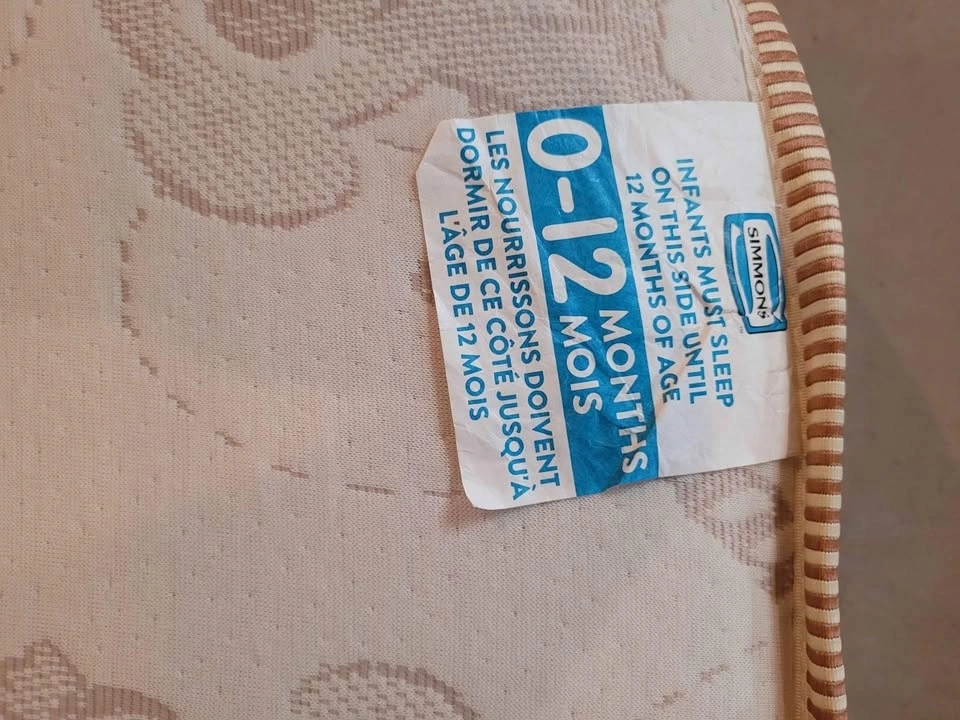 SIMMONS
INFANTS MUST SLEEP
ON THIS SIDE UNTIL
12 MONTHS OF AGE
0-12 MONTHS
MOIS
LES NOURRISSONS DOIVENT
DORMIR DE CE CÔTÉ JUSQU'À
L'ÂGE DE 12 MOIS